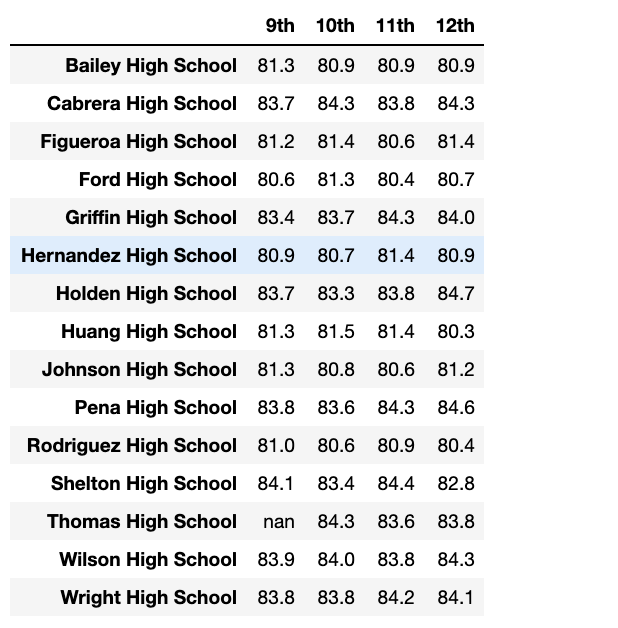 9th 10th 11th 12th
Bailey High School 81.3 80.9 80.9 80.9
Cabrera High School 83.7 84.3 83.8 84.3
Figueroa High School 81.2 81.4 80.6 81.4
Ford High School 80.6 81.3 80.4 80.7
Griffin High School 83.4 83.7 84.3 84.0
Hernandez High School 80.9 80.7 81.4 80.9
Holden High School 83.7 83.3 83.8 84.7
Huang High School 81.3 81.5 81.4 80.3
Johnson High School 81.3 80.8 80.6 81.2
Pena High School 83.8 83.6 84.3 84.6
Rodriguez High School 81.0 80.6 80.9 80.4
Shelton High School 84.1 83.4 84.4 82.8
Thomas High School nan 84.3 83.6 83.8
Wilson High School 83.9 84.0 83.8 84.3
Wright High School 83.8 83.8 84.2 84.1